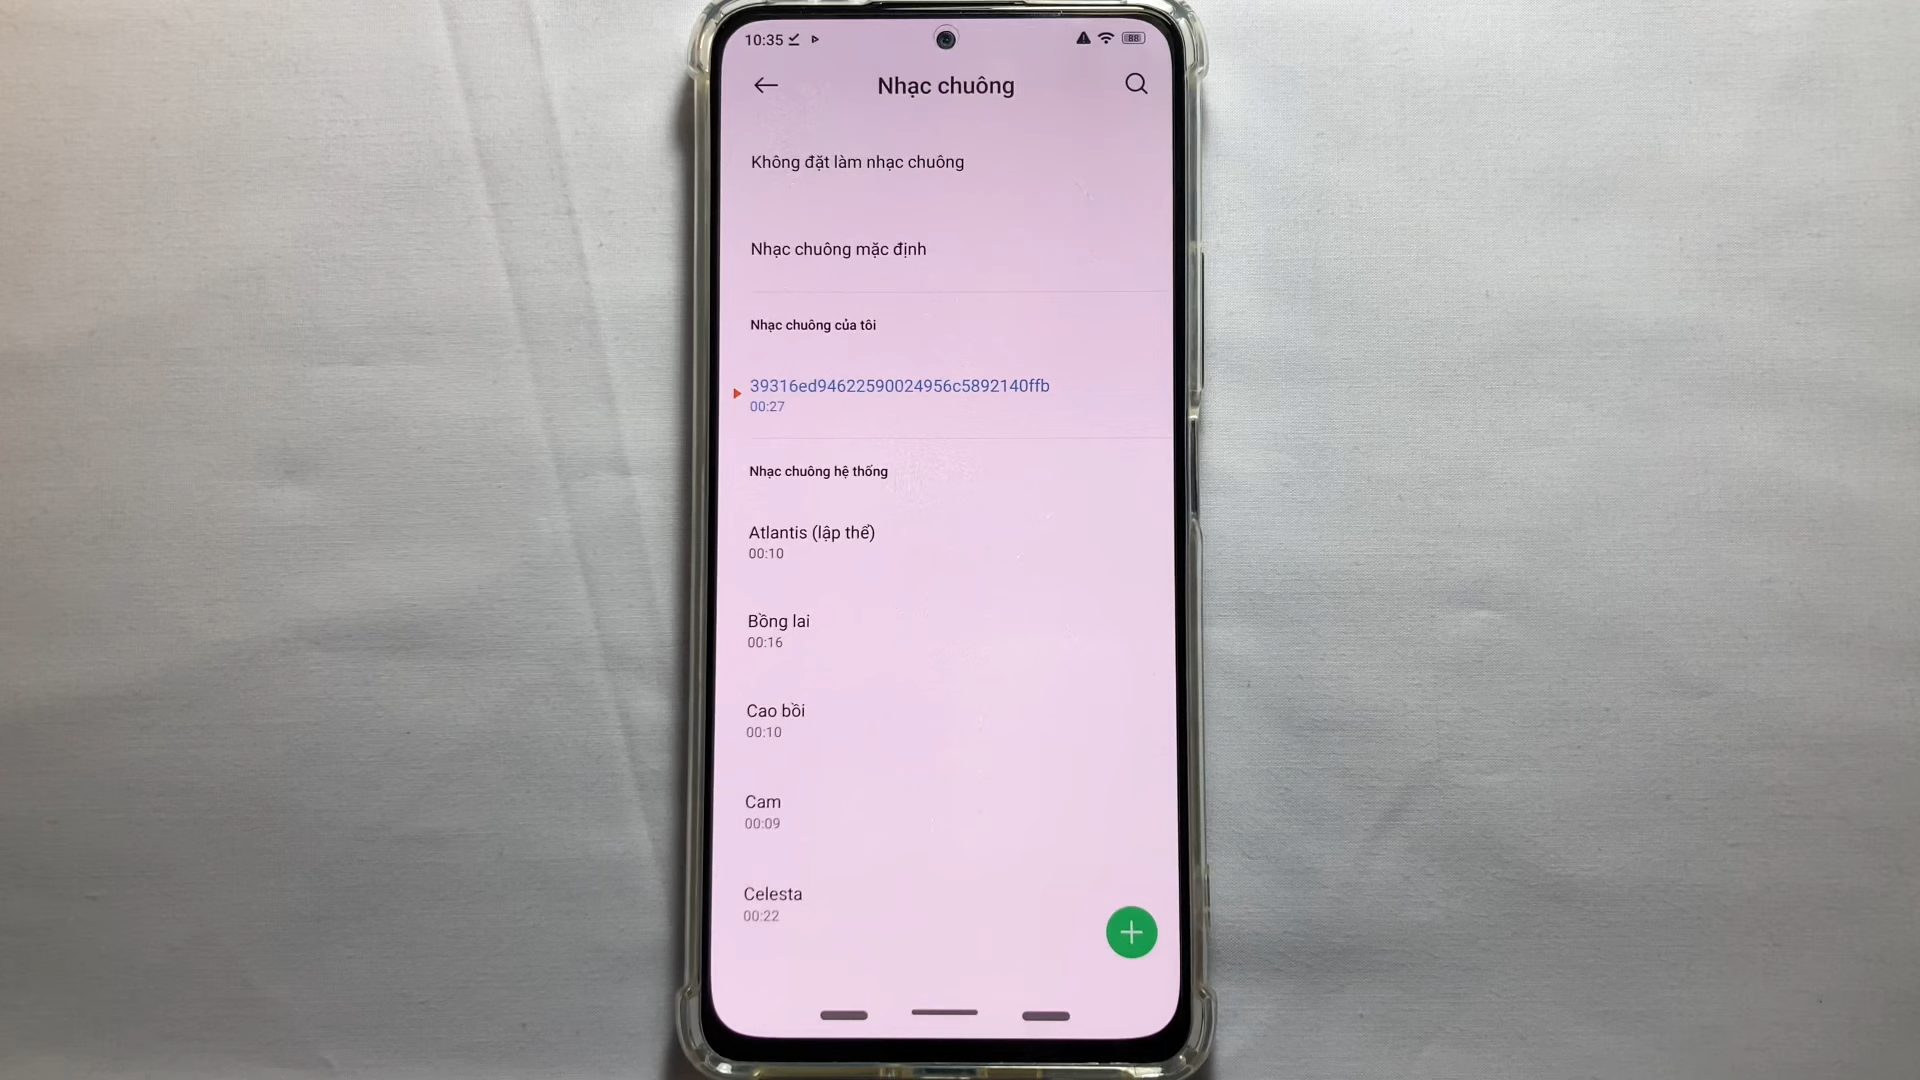 10:35
88
Nhạc chuông
Không đặt làm nhạc chuông
Nhạc chuông mặc định
Nhạc chuông của tôi
39316ed94622590024956c5892140ffb
00:27
Nhạc chuông hệ thống
Atlantis (lập thể)
00:10
Bồng lai
00:16
Cao bồi
00:10
Cam
00:09
Celesta
00:22